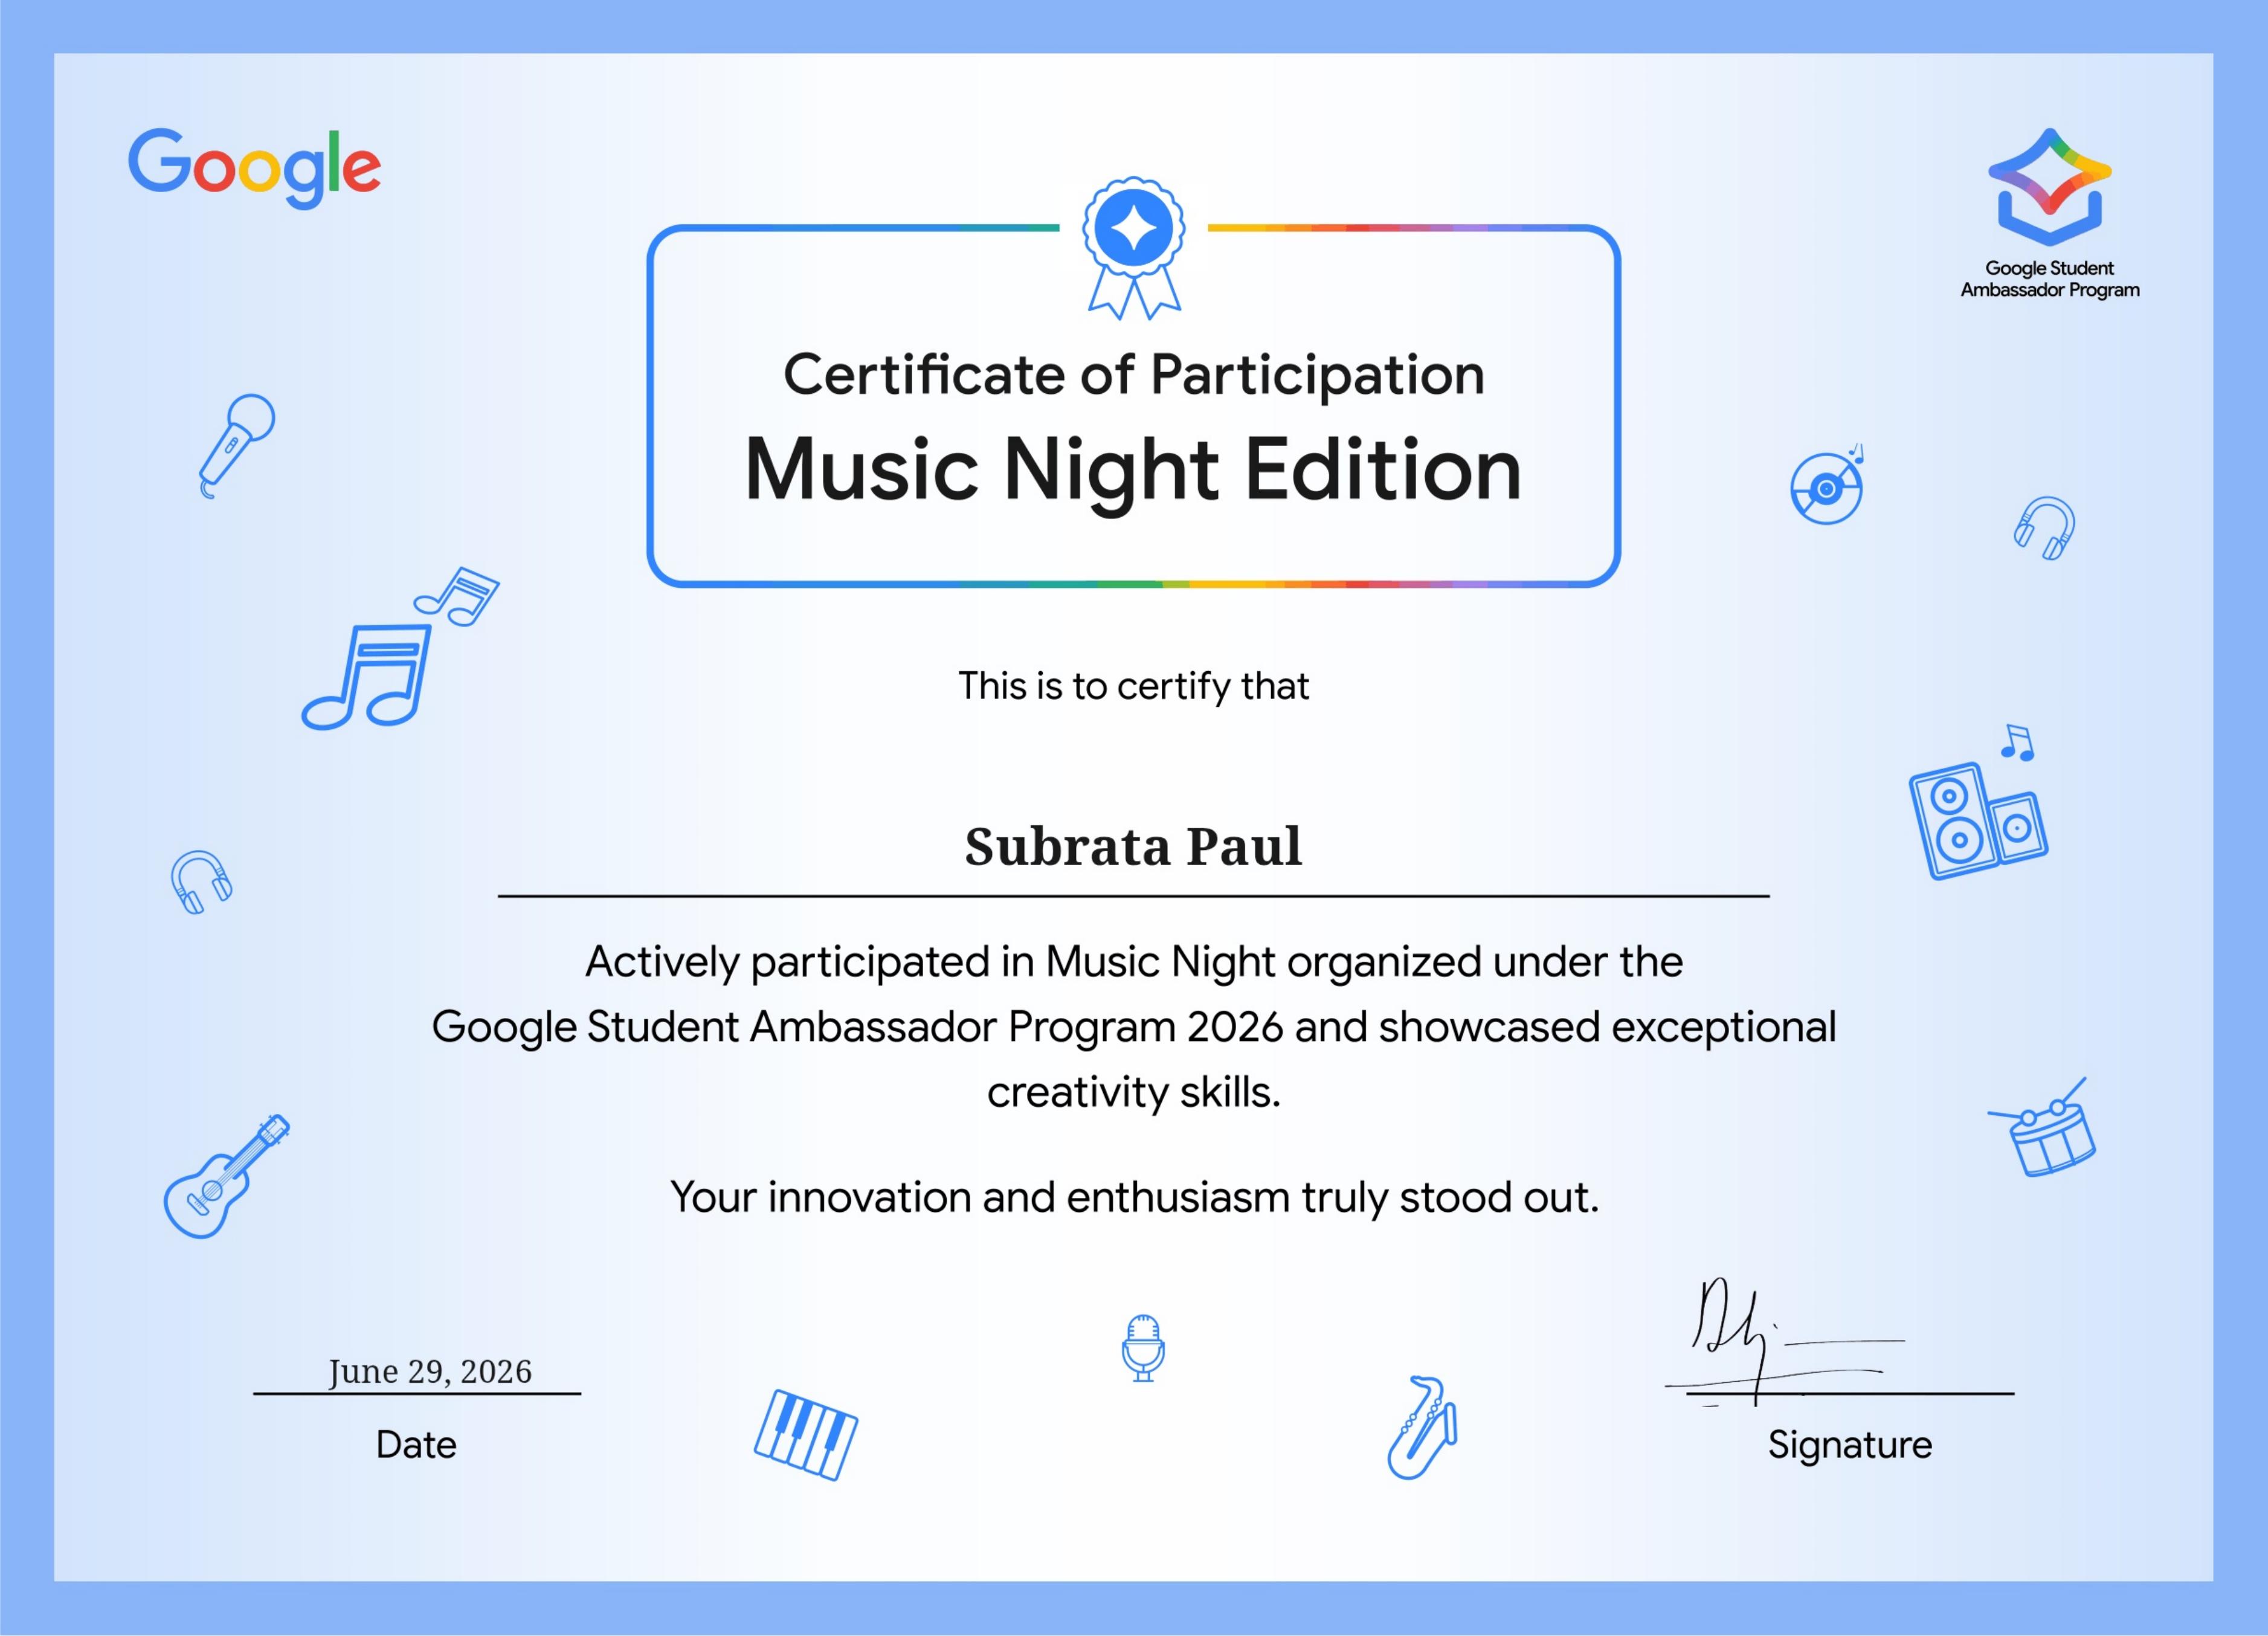 Google
Google Student
Ambassador Program
Certificate of Participation
Music Night Edition
This is to certify that
Subrata Paul
Actively participated in Music Night organized under the
Google Student Ambassador Program 2026 and showcased exceptional
creativity skills.
Your innovation and enthusiasm truly stood out.
June 29, 2026
Date
Signature